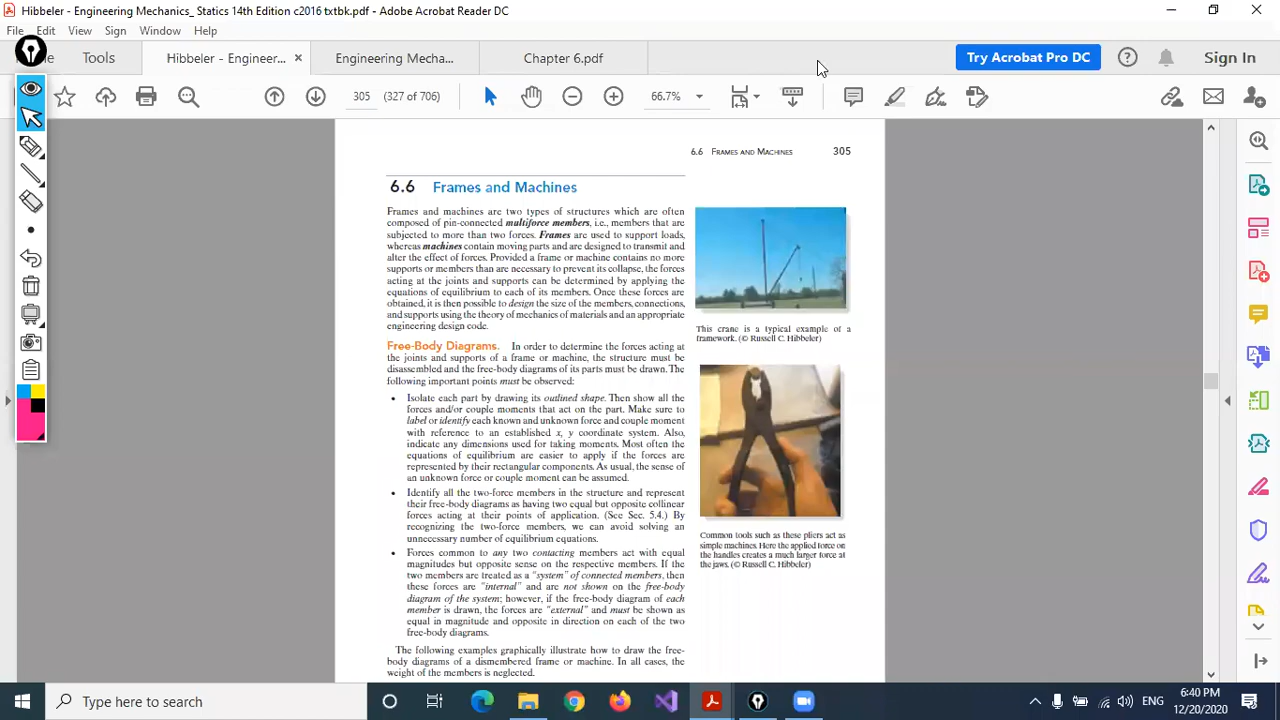 Hibbeler - Engineering Mechanics_ Statics 14th Edition c2016 txtbk.pdf - Adobe Acrobat Reader DC
File Edit View Sign Window Help
Tools Hibbeler - Engineer... × Engineering Mecha... Chapter 6.pdf Try Acrobat Pro DC Sign In
305 (327 of 706) 66.7%
6.6 FRAMES AND MACHINES 305
6.6 Frames and Machines
Frames and machines are two types of structures which are often
composed of pin-connected multiforce members, i.e., members that are
subjected to more than two forces. Frames are used to support loads,
whereas machines contain moving parts and are designed to transmit and
alter the effect of forces. Provided a frame or machine contains no more
supports or members than are necessary to prevent its collapse, the forces
acting at the joints and supports can be determined by applying the
equations of equilibrium to each of its members. Once these forces are
obtained, it is then possible to design the size of the members, connections,
and supports using the theory of mechanics of materials and an appropriate
engineering design code.
This crane is a typical example of a
framework. (© Russell C. Hibbeler)
Free-Body Diagrams. In order to determine the forces acting at
the joints and supports of a frame or machine, the structure must be
disassembled and the free-body diagrams of its parts must be drawn. The
following important points must be observed:
• Isolate each part by drawing its outlined shape. Then show all the
forces and/or couple moments that act on the part. Make sure to
label or identify each known and unknown force and couple moment
with reference to an established x, y coordinate system. Also,
indicate any dimensions used for taking moments. Most often the
equations of equilibrium are easier to apply if the forces are
represented by their rectangular components. As usual, the sense of
an unknown force or couple moment can be assumed.
• Identify all the two-force members in the structure and represent
their free-body diagrams as having two equal but opposite collinear
forces acting at their points of application. (See Sec. 5.4.) By
recognizing the two-force members, we can avoid solving an
unnecessary number of equilibrium equations.
• Forces common to any two contacting members act with equal
magnitudes but opposite sense on the respective members. If the
two members are treated as a "system" of connected members, then
these forces are "internal" and are not shown on the free-body
diagram of the system; however, if the free-body diagram of each
member is drawn, the forces are "external" and must be shown as
equal in magnitude and opposite in direction on each of the two
free-body diagrams.
Common tools such as these pliers act as
simple machines. Here the applied force on
the handles creates a much larger force at
the jaws. (© Russell C. Hibbeler)
The following examples graphically illustrate how to draw the free-
body diagrams of a dismembered frame or machine. In all cases, the
weight of the members is neglected.
Type here to search
ENG
6:40 PM
12/20/2020